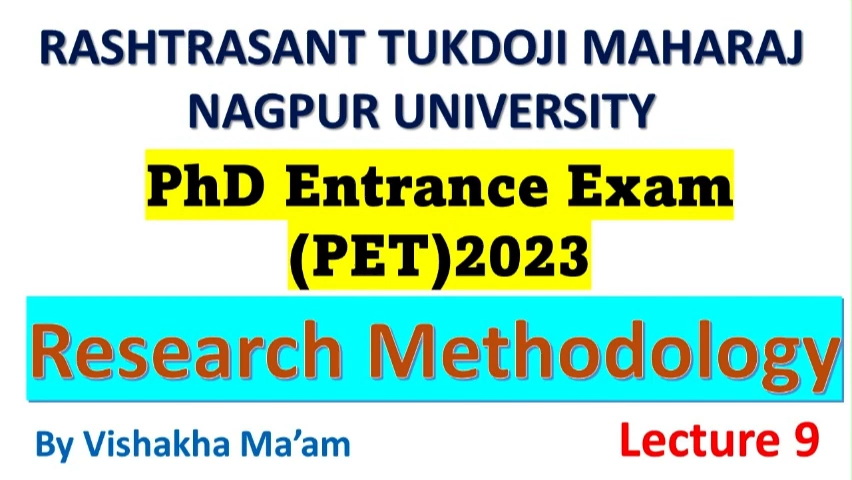 RASHTRASANT TUKDOJI MAHARAJ
NAGPUR UNIVERSITY
PhD Entrance Exam
(PET)2023
Research Methodology
By Vishakha Ma’am
Lecture 9